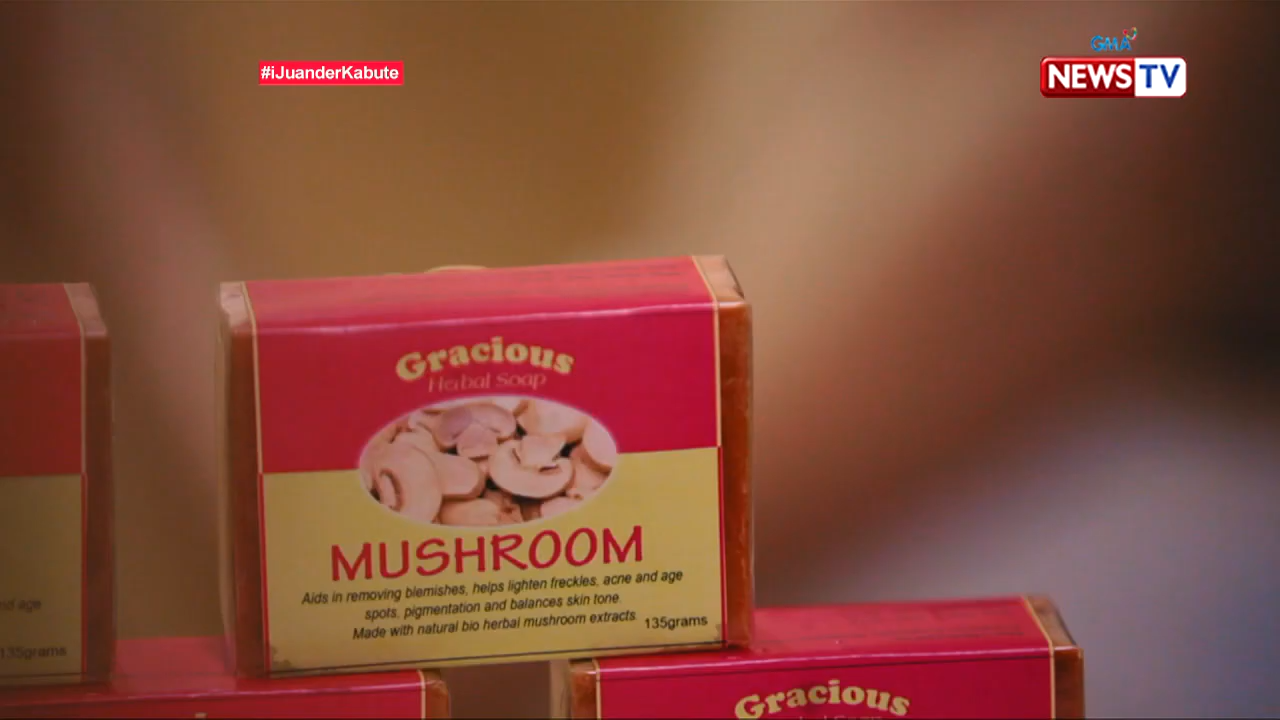 #iJuanderKabute
GMA
NEWS TV
Gracious
Herbal Soap
MUSHROOM
Aids in removing blemishes, helps lighten freckles, acne and age
spots, pigmentation and balances skin tone.
Made with natural bio herbal mushroom extracts.
135grams
nd age
135grams
Gracious